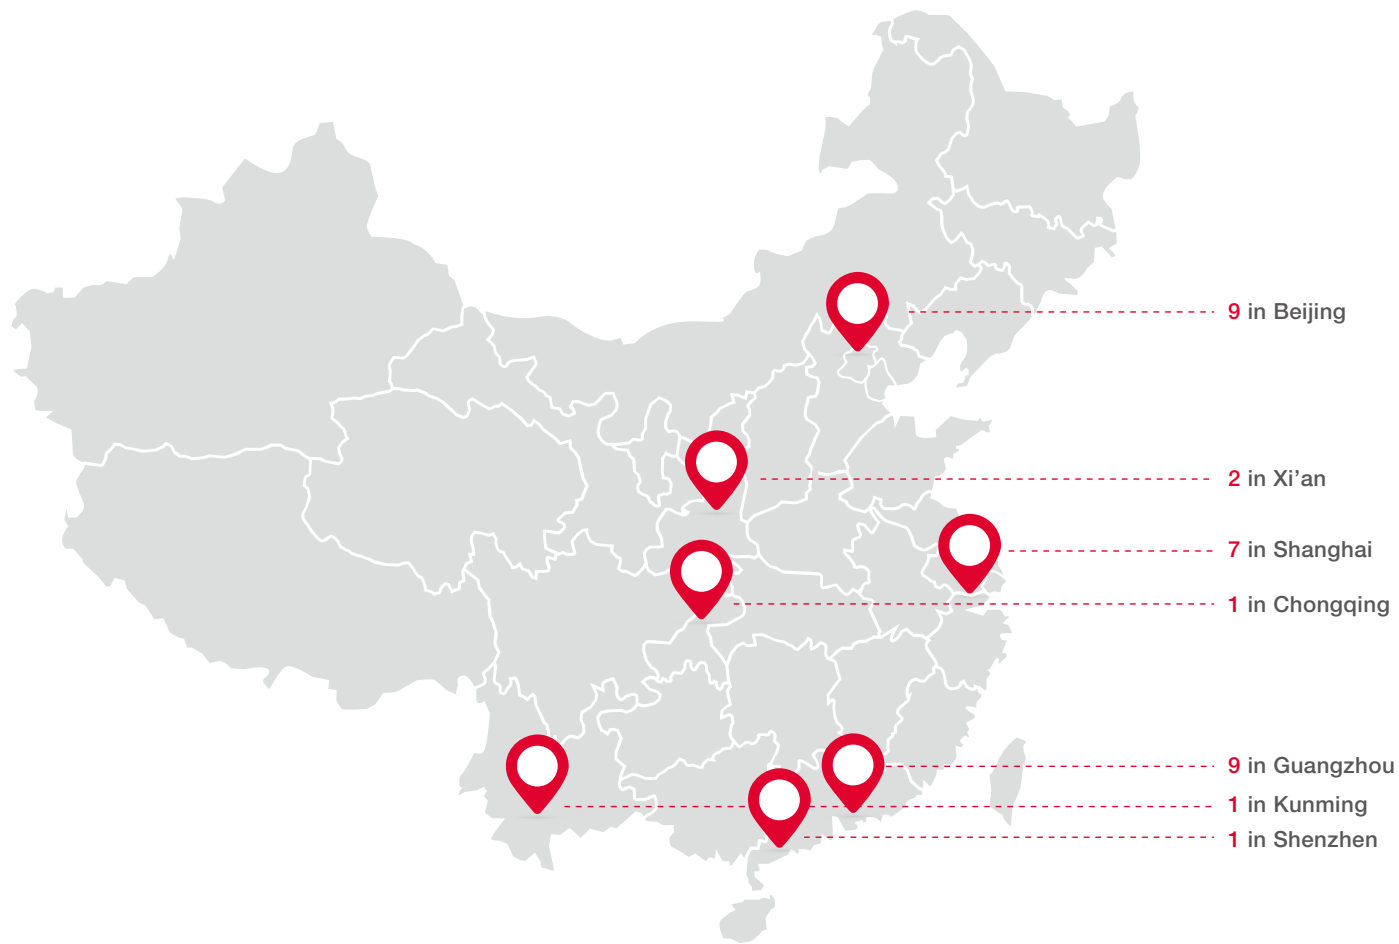 9 in Beijing
2 in Xi’an
7 in Shanghai
1 in Chongqing
9 in Guangzhou
1 in Kunming
1 in Shenzhen